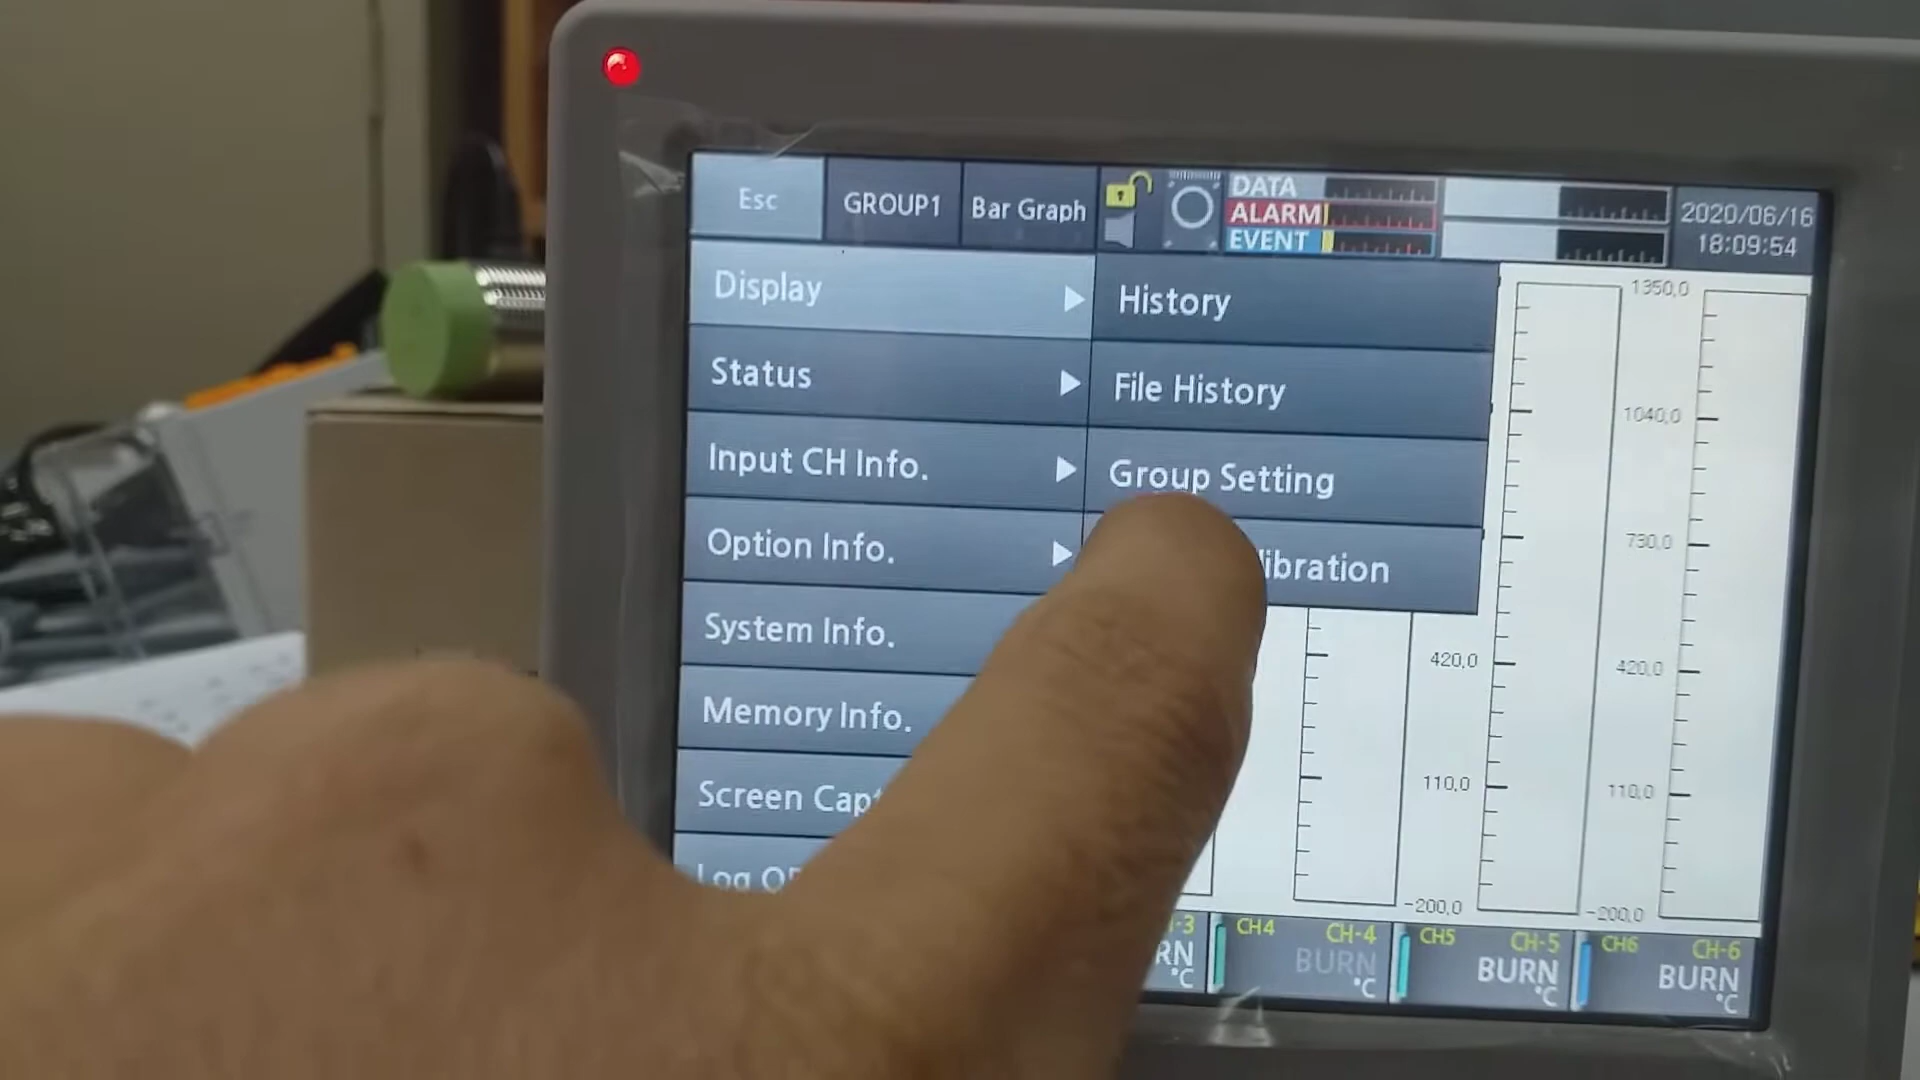 Esc GROUP1 Bar Graph
DATA
ALARM
EVENT
2020/06/16
18:09:54
Display
Status
Input CH Info.
Option Info.
System Info.
Memory Info.
Screen
Log
History
File History
Group Setting
1350,0
1040,0
730,0
420,0 420,0
110,0 110,0
-200,0 -200,0
CH4 CH-4
BURN
°C
CH5 CH-5
BURN
°C
CH6 CH-6
BURN
°C
°C